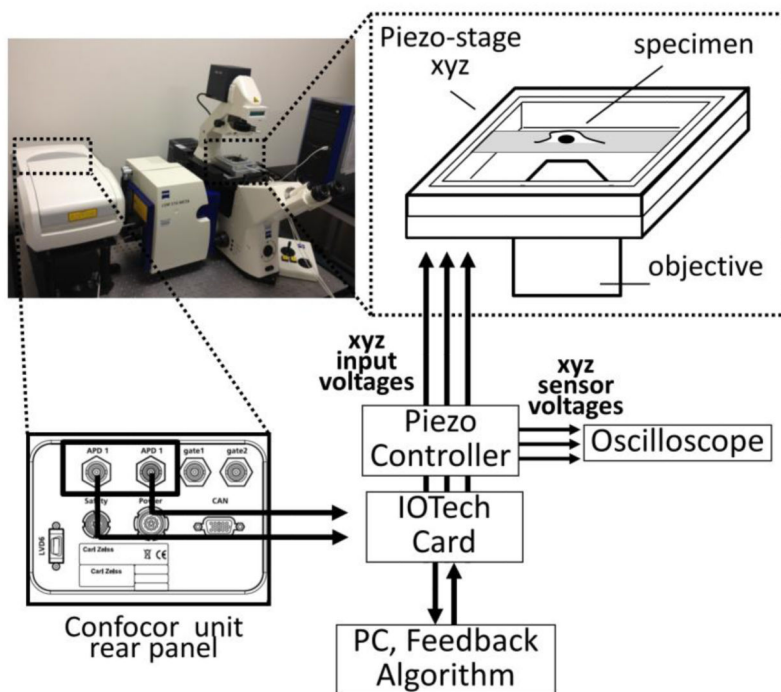 Piezo-stage
xyz
specimen
objective
xyz
input
voltages
xyz
sensor
voltages
Piezo
Controller
Oscilloscope
IOTech
Card
PC, Feedback
Algorithm
APD 1
APD 1
gate1
gate2
Safety
Power
CAN
LVD6
Carl Zeiss
Carl Zeiss
Confocor unit
rear panel